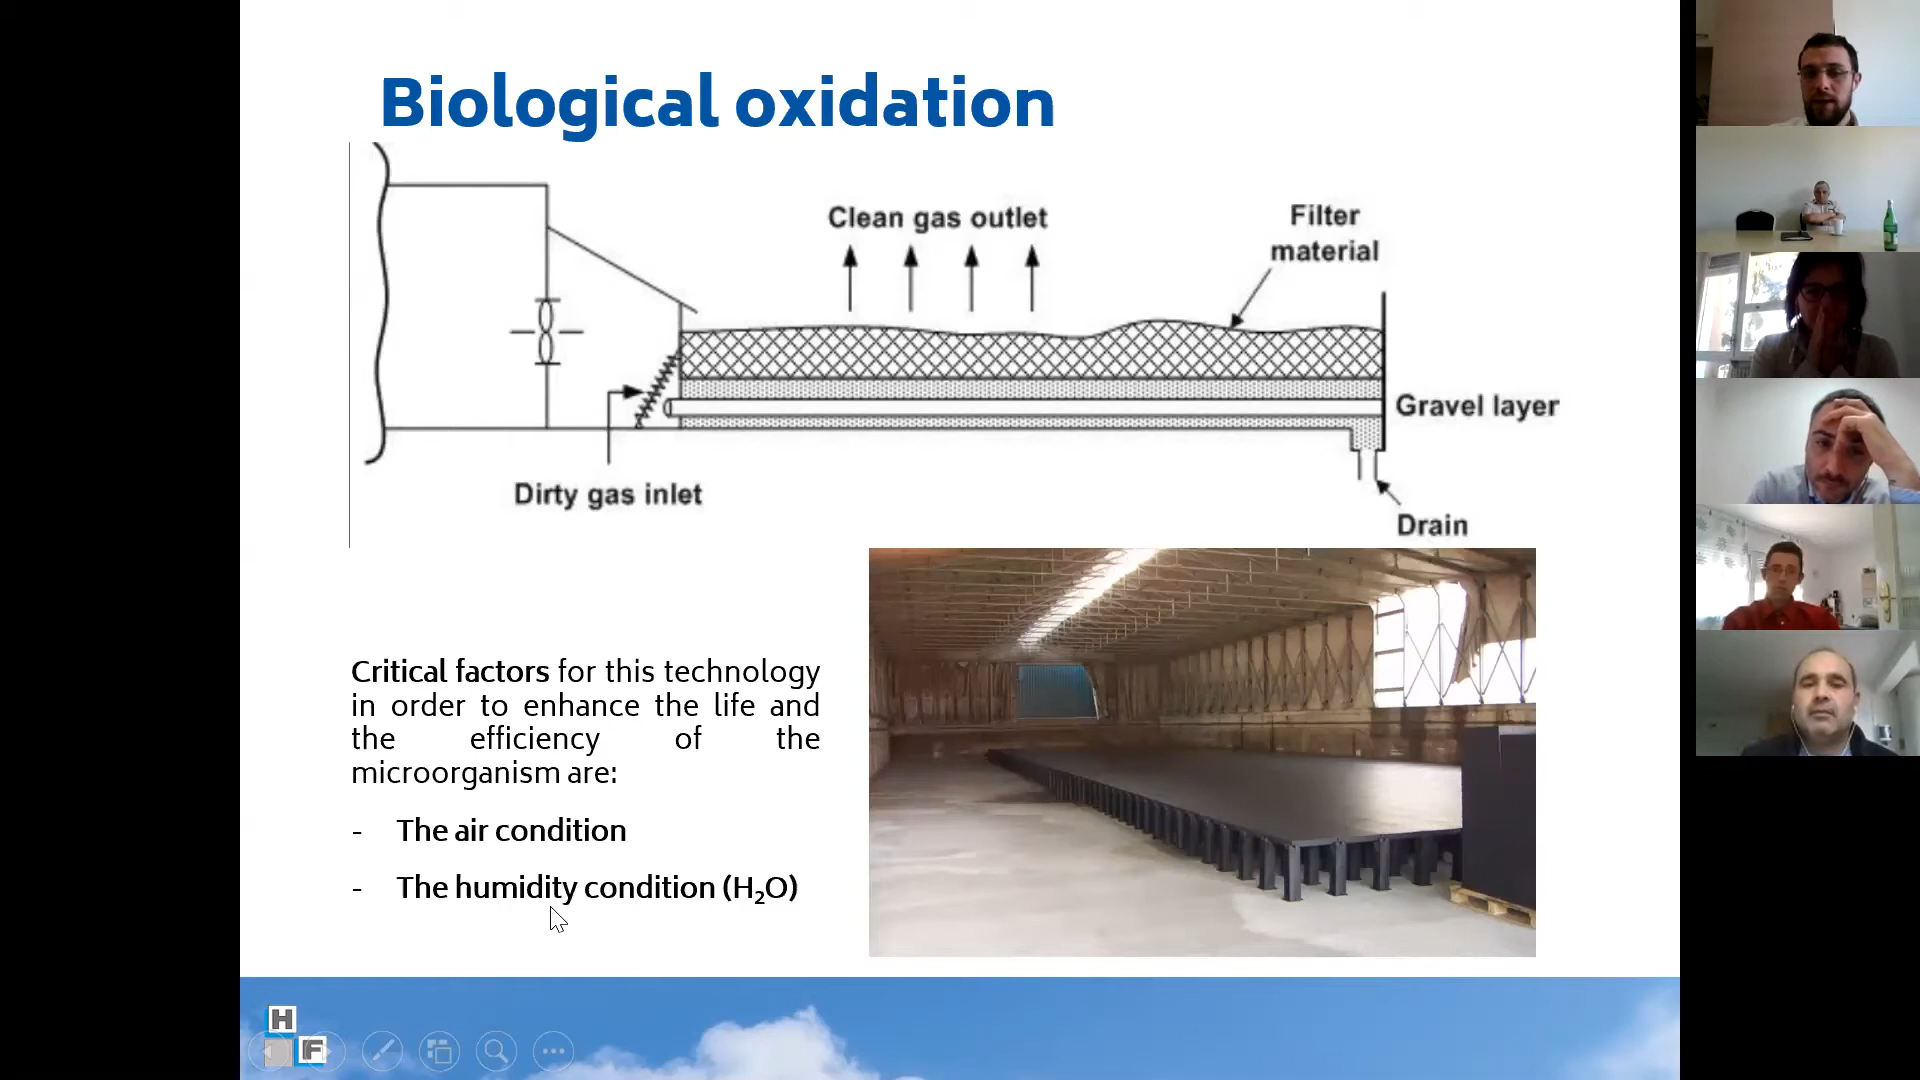 Biological oxidation
Clean gas outlet
Filter
material
Gravel layer
Dirty gas inlet
Drain
Critical factors for this technology
in order to enhance the life and
the efficiency of the
microorganism are:
- The air condition
- The humidity condition (H₂O)
H
F